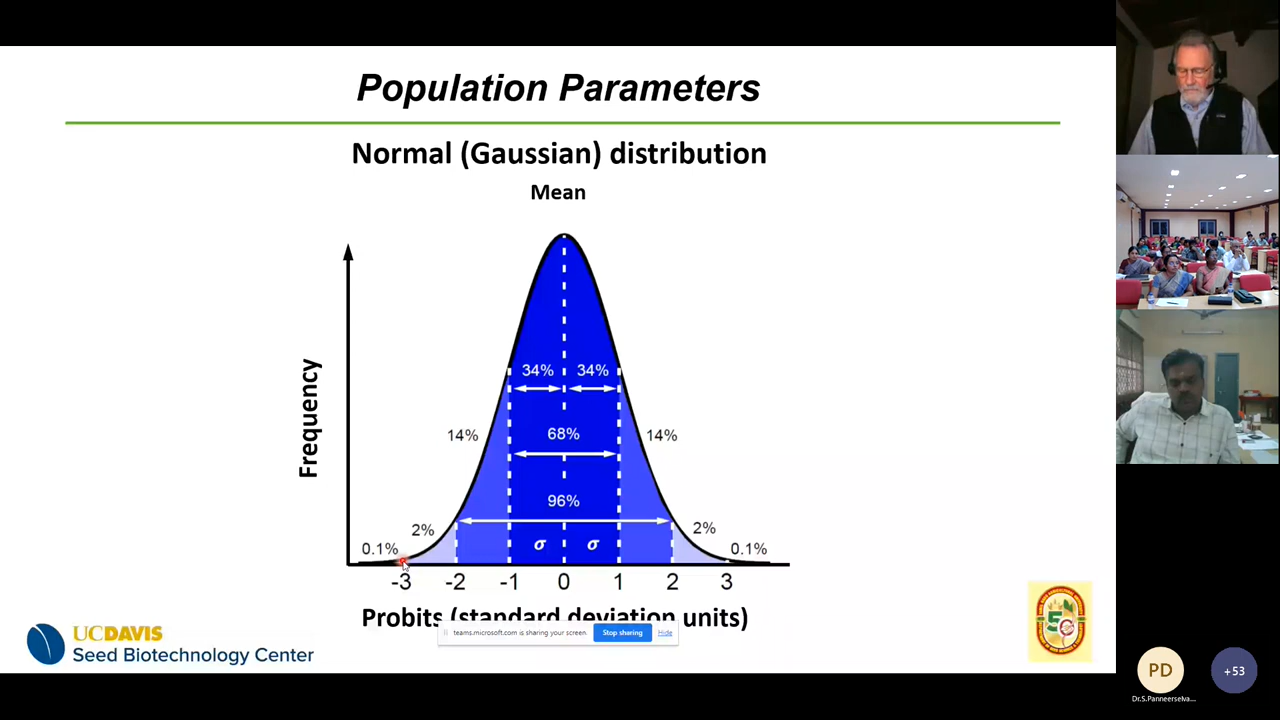 Population Parameters
Normal (Gaussian) distribution
Mean
Frequency
34% 34%
14% 68% 14%
96%
2% 2%
σ σ
0.1% 0.1%
-3 -2 -1 0 1 2 3
Probits (standard deviation units)
teams.microsoft.com is sharing your screen. Stop sharing Hide
UCDAVIS
Seed Biotechnology Center
PD
+53
Dr.S.Panneerselva...